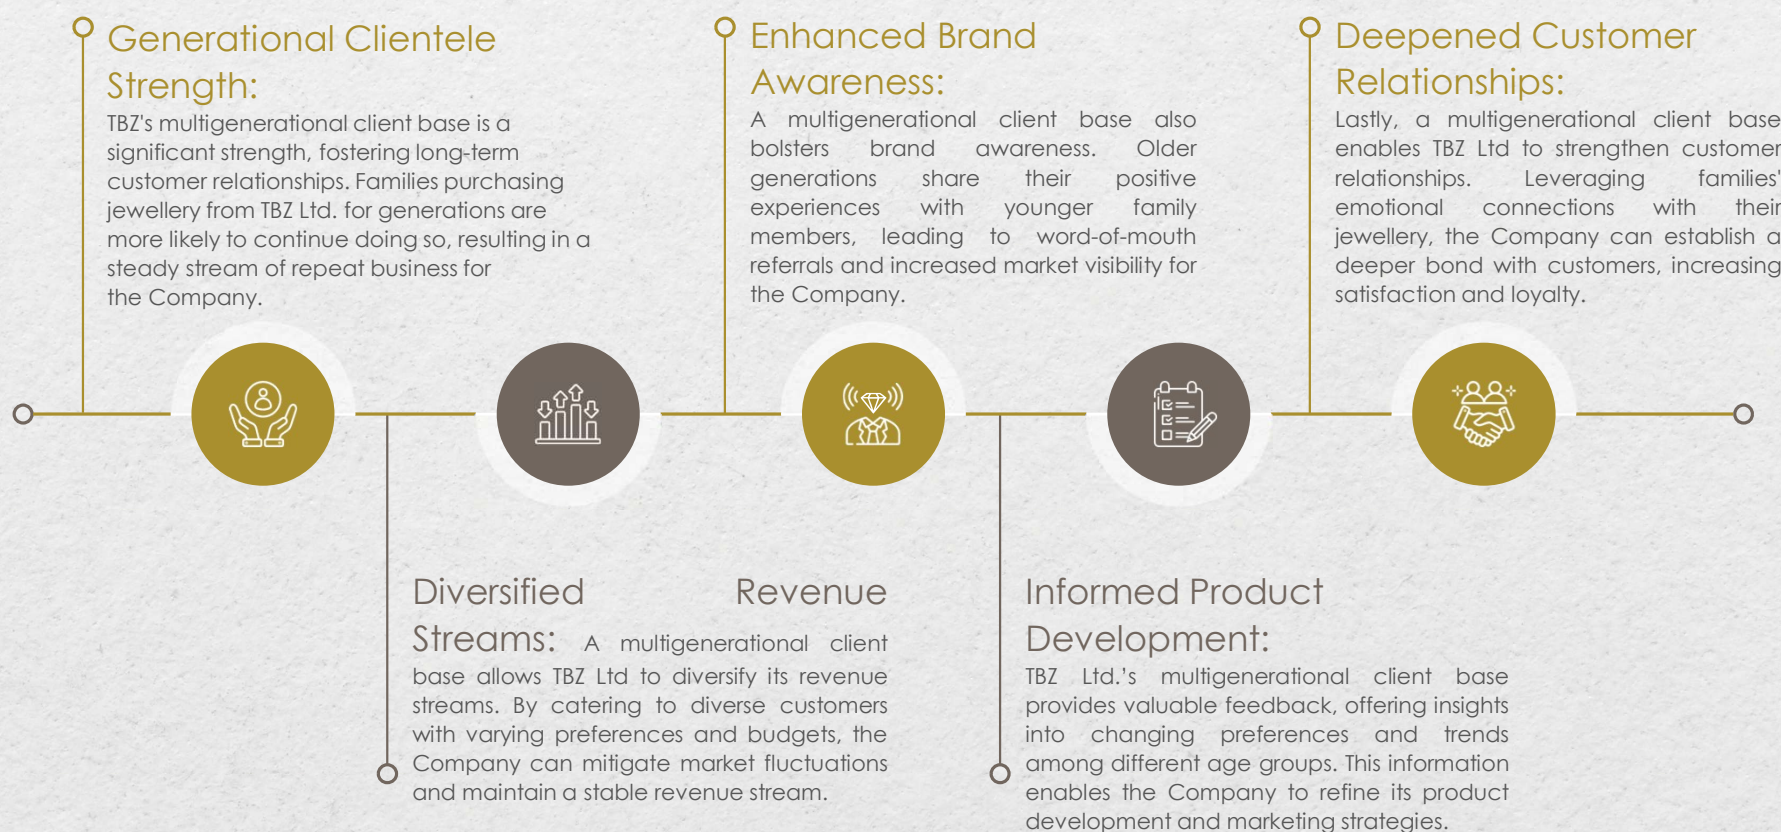 Generational Clientele
Strength:
TBZ's multigenerational client base is a
significant strength, fostering long-term
customer relationships. Families purchasing
jewellery from TBZ Ltd. for generations are
more likely to continue doing so, resulting in a
steady stream of repeat business for
the Company.
Enhanced Brand
Awareness:
A multigenerational client base also
bolsters brand awareness. Older
generations share their positive
experiences with younger family
members, leading to word-of-mouth
referrals and increased market visibility for
the Company.
Deepened Customer
Relationships:
Lastly, a multigenerational client base
enables TBZ Ltd to strengthen customer
relationships. Leveraging families'
emotional connections with their
jewellery, the Company can establish a
deeper bond with customers, increasing
satisfaction and loyalty.
Diversified Revenue
Streams: A multigenerational client
base allows TBZ Ltd to diversify its revenue
streams. By catering to diverse customers
with varying preferences and budgets, the
Company can mitigate market fluctuations
and maintain a stable revenue stream.
Informed Product
Development:
TBZ Ltd.’s multigenerational client base
provides valuable feedback, offering insights
into changing preferences and trends
among different age groups. This information
enables the Company to refine its product
development and marketing strategies.